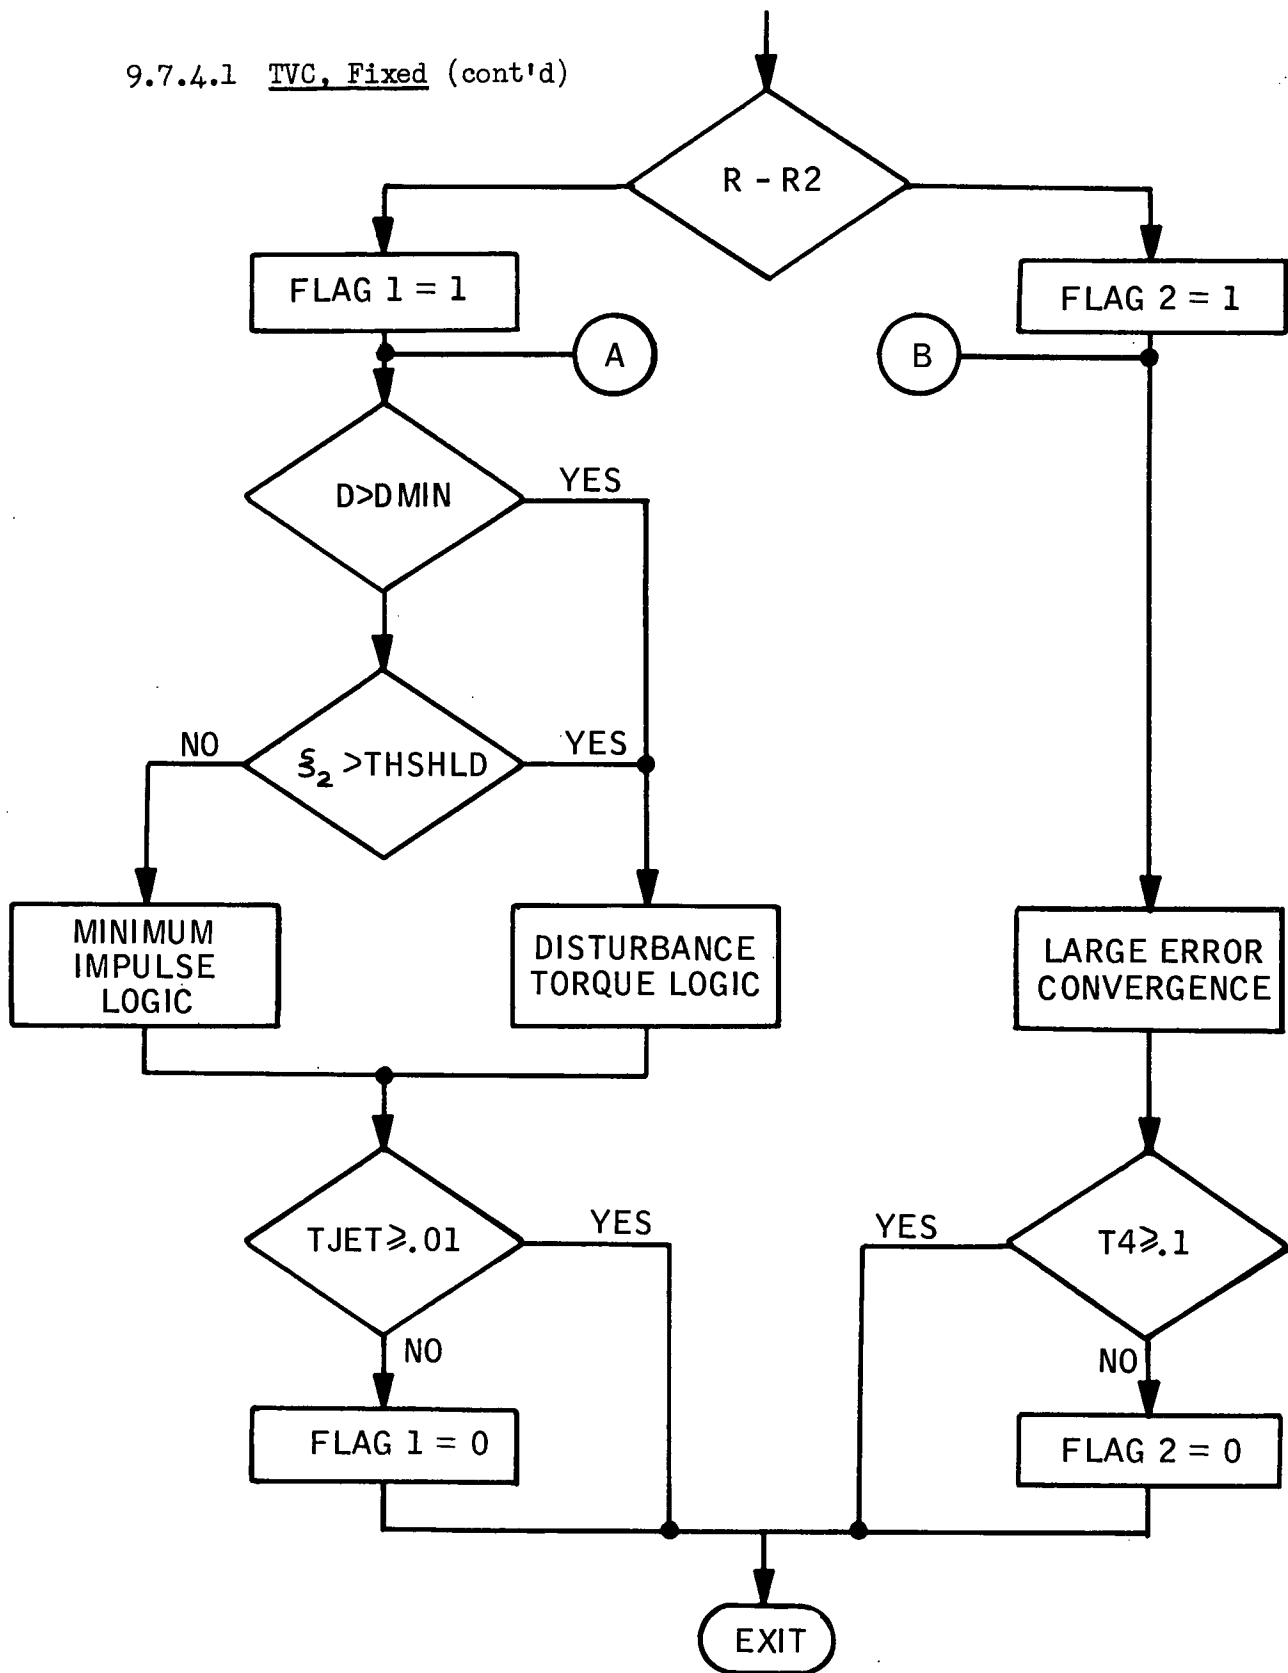 9.7.4.1 TVC, Fixed (cont'd)
R - R2
FLAG 1 = 1
FLAG 2 = 1
A
B
D>DMIN
YES
NO
ξ₂ >THSHLD
YES
MINIMUM
IMPULSE
LOGIC
DISTURBANCE
TORQUE LOGIC
LARGE ERROR
CONVERGENCE
TJET⩾.01
YES
YES
T4⩾.1
NO
NO
FLAG 1 = 0
FLAG 2 = 0
EXIT